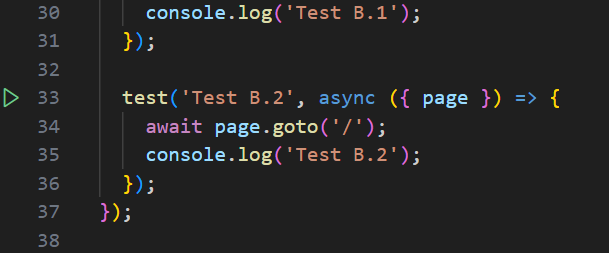 30 console.log('Test B.1');
31 });
32
33 test('Test B.2', async ({ page }) => {
34 await page.goto('/');
35 console.log('Test B.2');
36 });
37 });
38